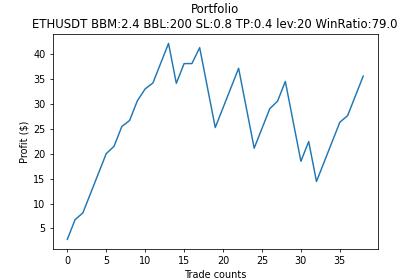 Portfolio
ETHUSDT BBM:2.4 BBL:200 SL:0.8 TP:0.4 lev:20 WinRatio:79.0
Profit ($)
40
35
30
25
20
15
10
5
0 5 10 15 20 25 30 35
Trade counts